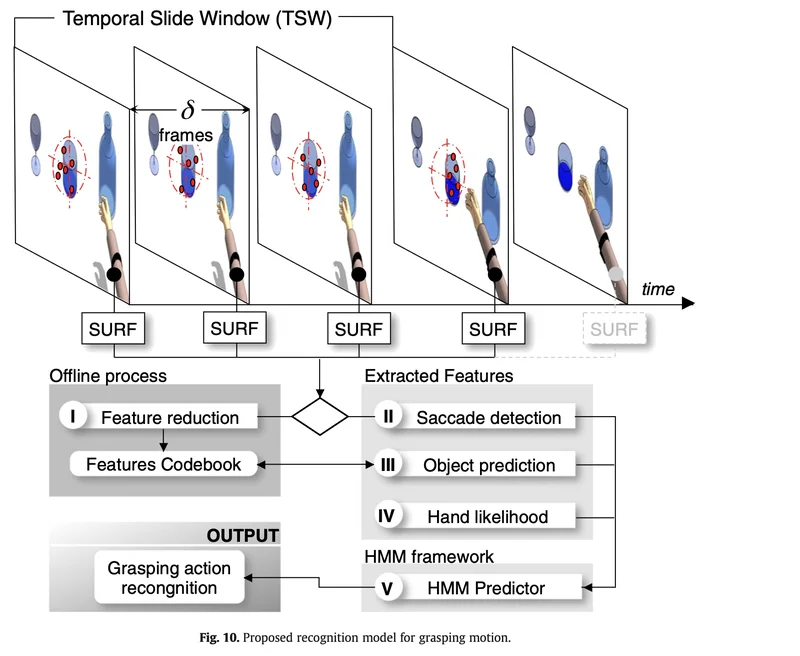 Temporal Slide Window (TSW)
δ
frames
time
SURF
SURF
SURF
SURF
SURF
Offline process
Extracted Features
I
Feature reduction
II
Saccade detection
Features Codebook
III
Object prediction
IV
Hand likelihood
OUTPUT
HMM framework
Grasping action
recongnition
V
HMM Predictor
Fig. 10. Proposed recognition model for grasping motion.